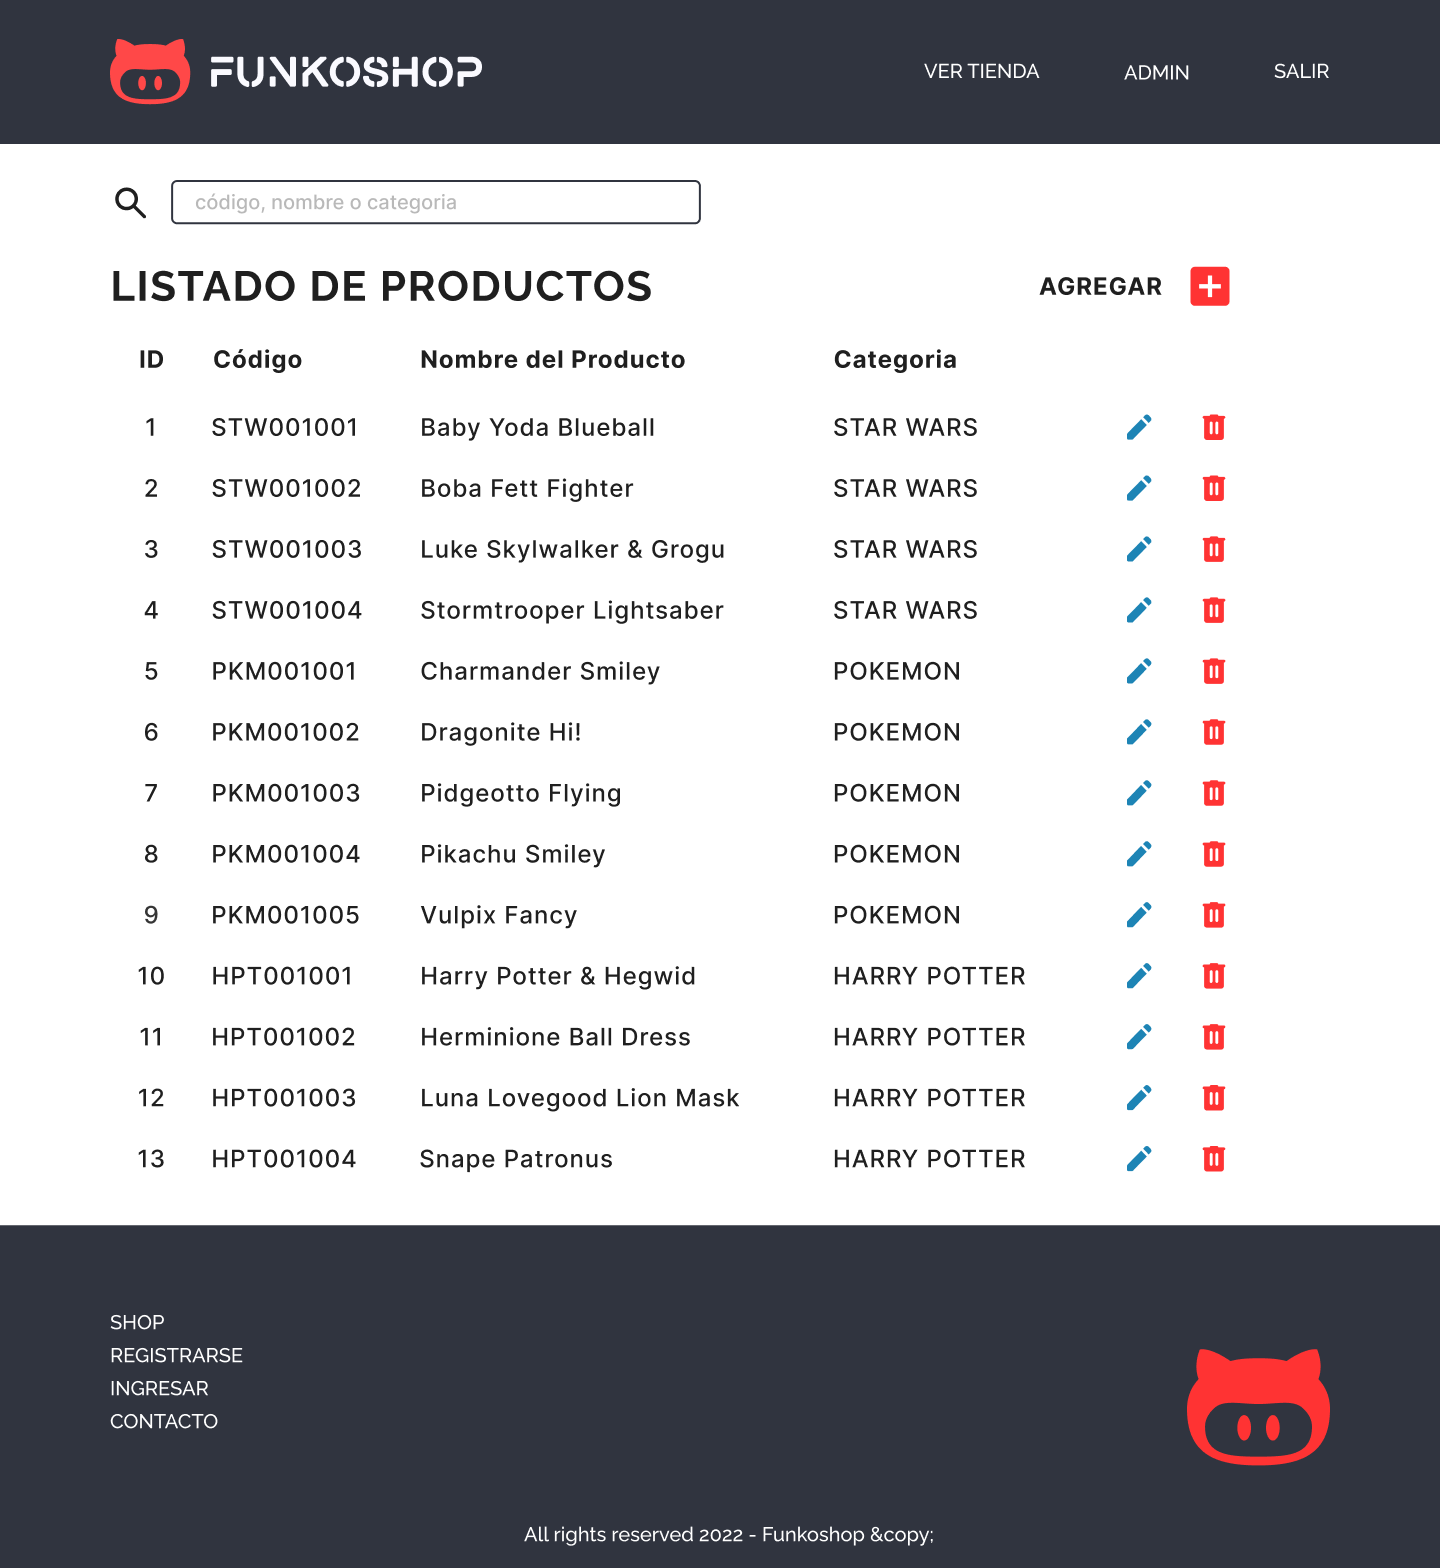 FUNKOSHOP
VER TIENDA ADMIN SALIR
código, nombre o categoria
LISTADO DE PRODUCTOS AGREGAR
ID Código Nombre del Producto Categoria
1 STW001001 Baby Yoda Blueball STAR WARS
2 STW001002 Boba Fett Fighter STAR WARS
3 STW001003 Luke Skylwalker & Grogu STAR WARS
4 STW001004 Stormtrooper Lightsaber STAR WARS
5 PKM001001 Charmander Smiley POKEMON
6 PKM001002 Dragonite Hi! POKEMON
7 PKM001003 Pidgeotto Flying POKEMON
8 PKM001004 Pikachu Smiley POKEMON
9 PKM001005 Vulpix Fancy POKEMON
10 HPT001001 Harry Potter & Hegwid HARRY POTTER
11 HPT001002 Herminione Ball Dress HARRY POTTER
12 HPT001003 Luna Lovegood Lion Mask HARRY POTTER
13 HPT001004 Snape Patronus HARRY POTTER
SHOP
REGISTRARSE
INGRESAR
CONTACTO
All rights reserved 2022 - Funkoshop &copy;